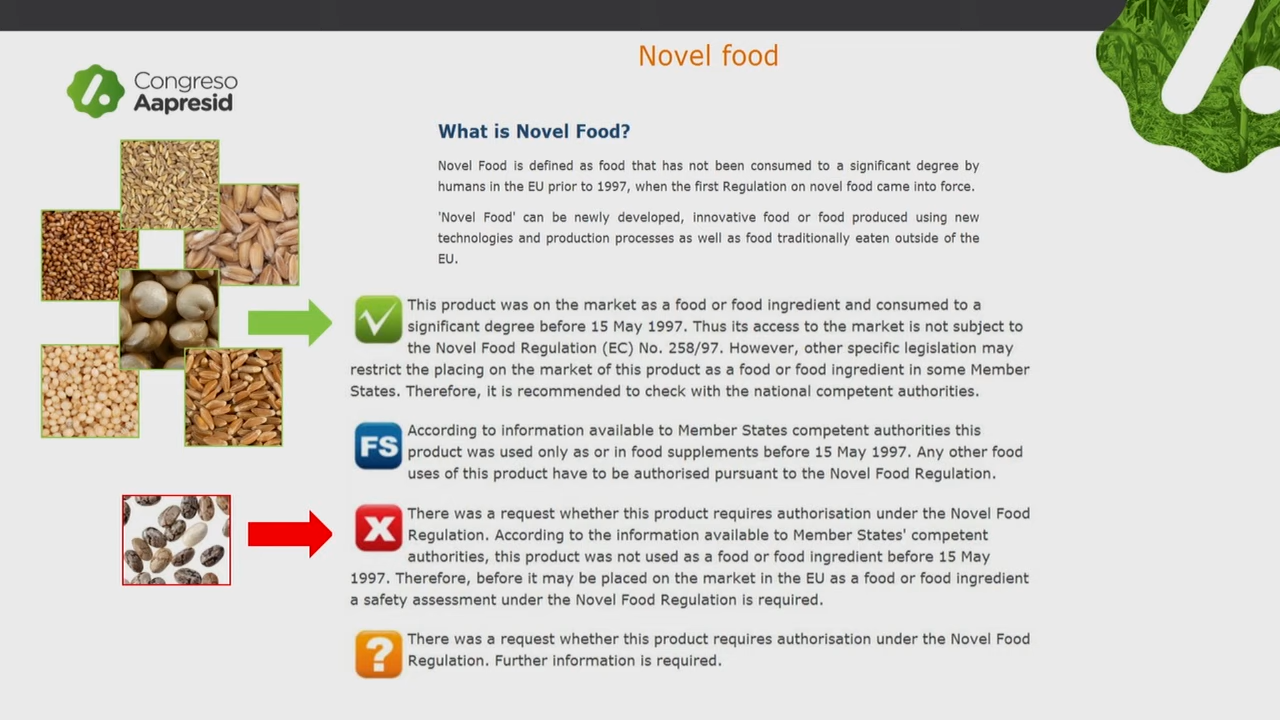 Novel food
Congreso
Aapresid
What is Novel Food?
Novel Food is defined as food that has not been consumed to a significant degree by
humans in the EU prior to 1997, when the first Regulation on novel food came into force.
'Novel Food' can be newly developed, innovative food or food produced using new
technologies and production processes as well as food traditionally eaten outside of the
EU.
This product was on the market as a food or food ingredient and consumed to a
significant degree before 15 May 1997. Thus its access to the market is not subject to
the Novel Food Regulation (EC) No. 258/97. However, other specific legislation may
restrict the placing on the market of this product as a food or food ingredient in some Member
States. Therefore, it is recommended to check with the national competent authorities.
FS
According to information available to Member States competent authorities this
product was used only as or in food supplements before 15 May 1997. Any other food
uses of this product have to be authorised pursuant to the Novel Food Regulation.
X
There was a request whether this product requires authorisation under the Novel Food
Regulation. According to the information available to Member States' competent
authorities, this product was not used as a food or food ingredient before 15 May
1997. Therefore, before it may be placed on the market in the EU as a food or food ingredient
a safety assessment under the Novel Food Regulation is required.
?
There was a request whether this product requires authorisation under the Novel Food
Regulation. Further information is required.